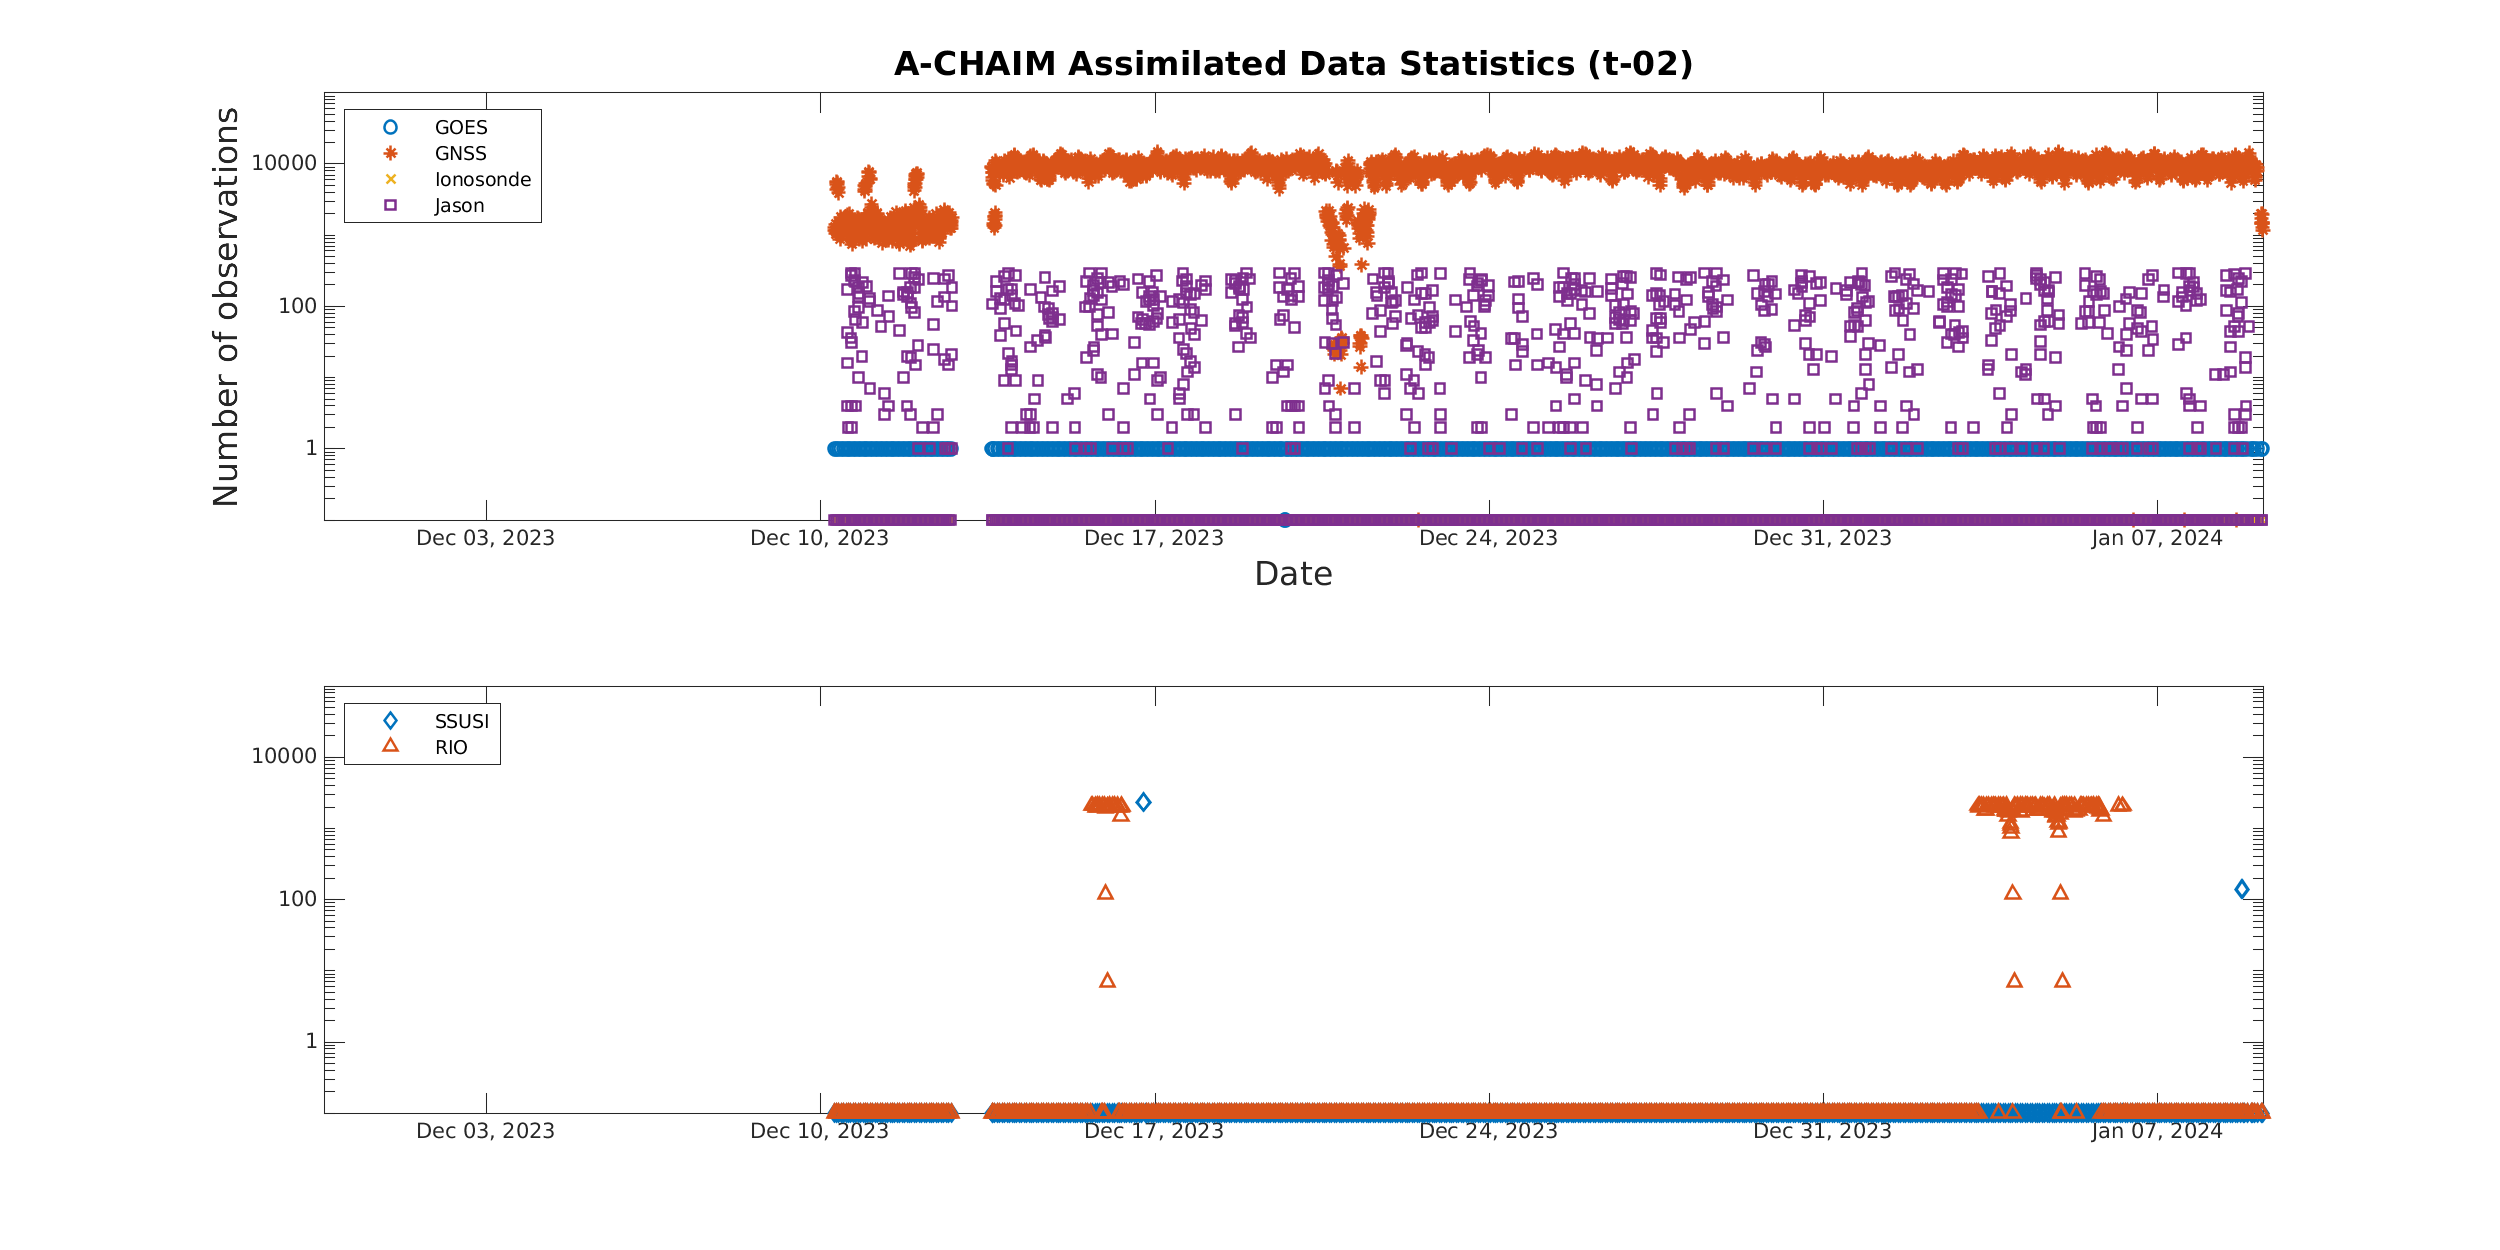 A-CHAIM Assimilated Data Statistics (t-02)
Number of observations
10000
100
1
GOES
GNSS
Ionosonde
Jason
Dec 03, 2023
Dec 10, 2023
Dec 17, 2023
Dec 24, 2023
Dec 31, 2023
Jan 07, 2024
Date
10000
100
1
SSUSI
RIO
Dec 03, 2023
Dec 10, 2023
Dec 17, 2023
Dec 24, 2023
Dec 31, 2023
Jan 07, 2024